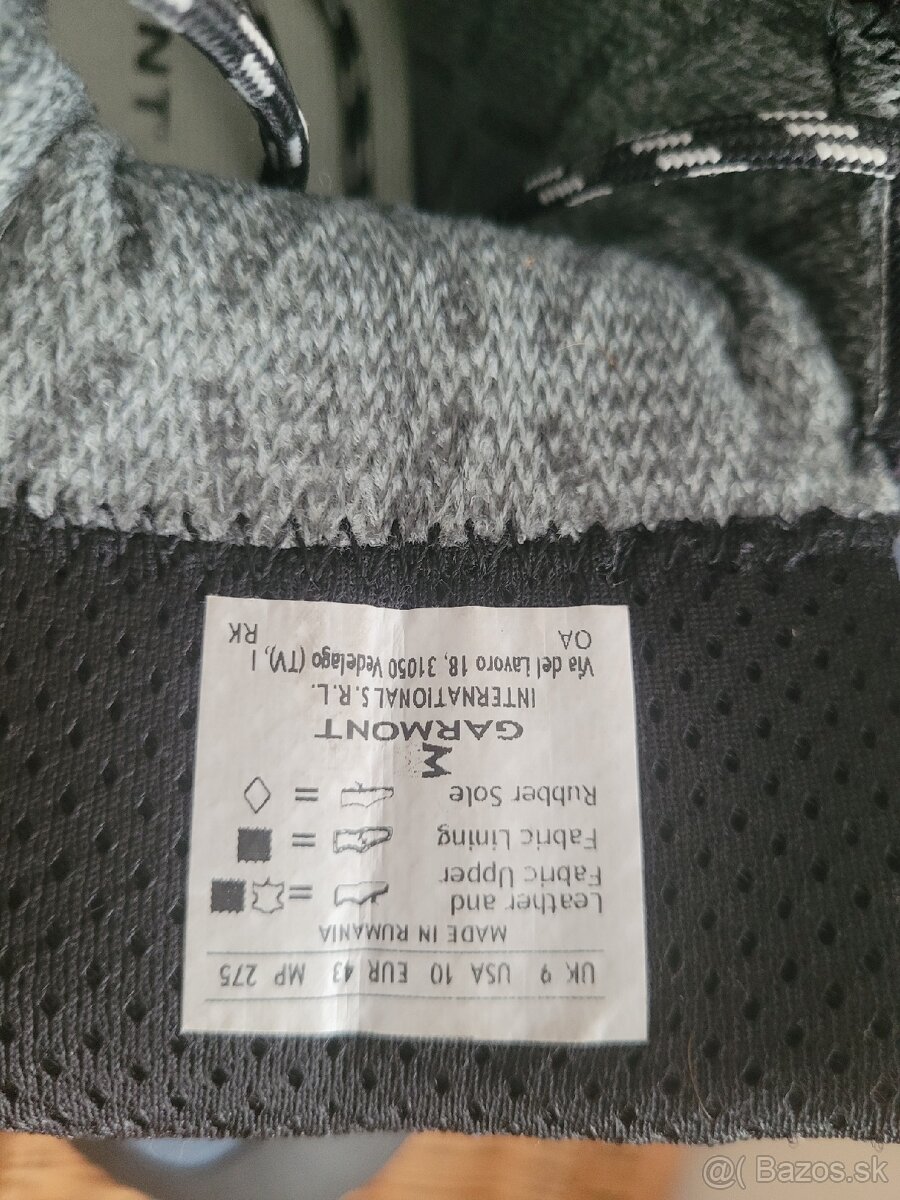 NT
UK 9 USA 10 EUR 43 MP 275
MADE IN RUMANIA
Leather and
Fabric Upper
=
Fabric Lining
=
Rubber Sole
=
GARMONT
INTERNATIONAL S.R.L.
Via del Lavoro 18, 31050 Vedelago (TV), I
OA RK
@( Bazos.sk